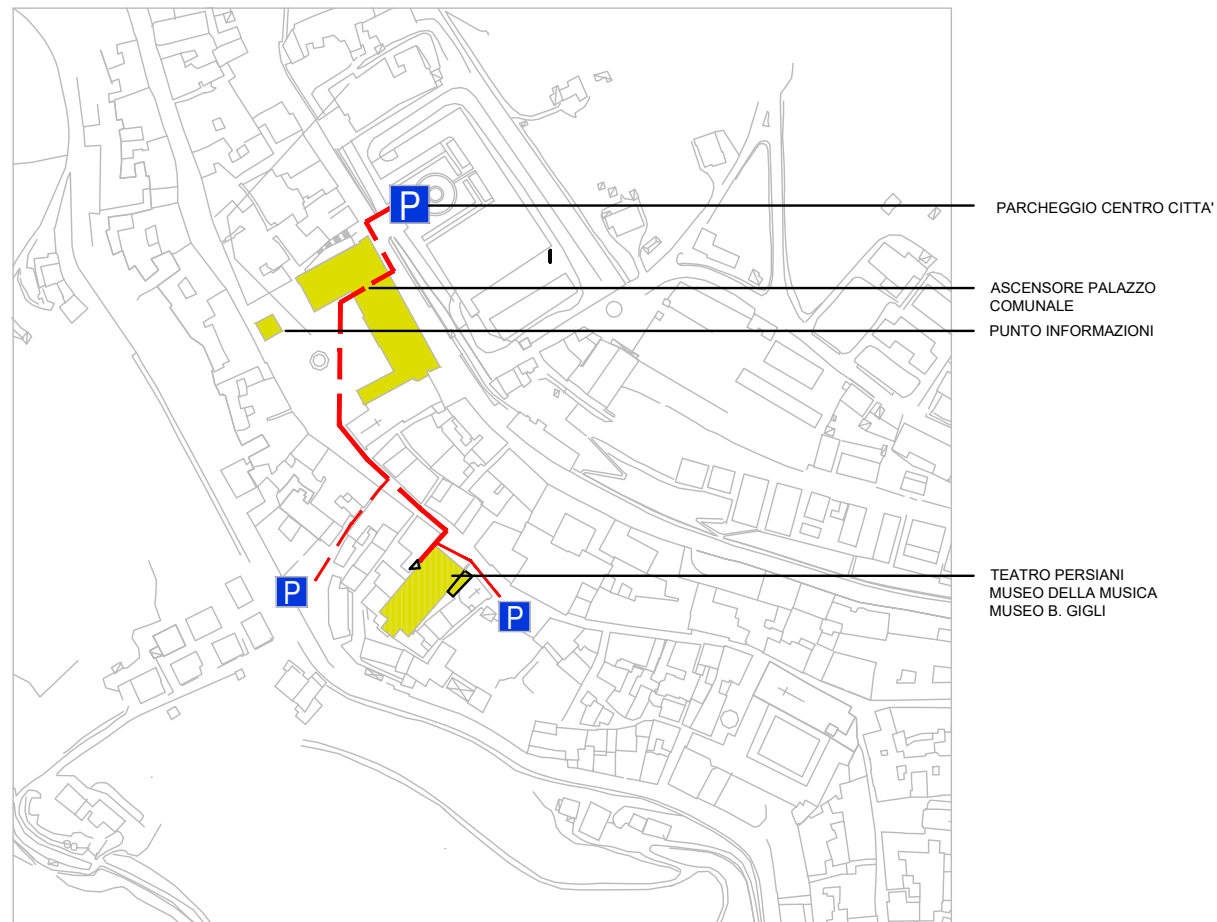 P
PARCHEGGIO CENTRO CITTA'
ASCENSORE PALAZZO
COMUNALE
PUNTO INFORMAZIONI
TEATRO PERSIANI
MUSEO DELLA MUSICA
MUSEO B. GIGLI
P
P